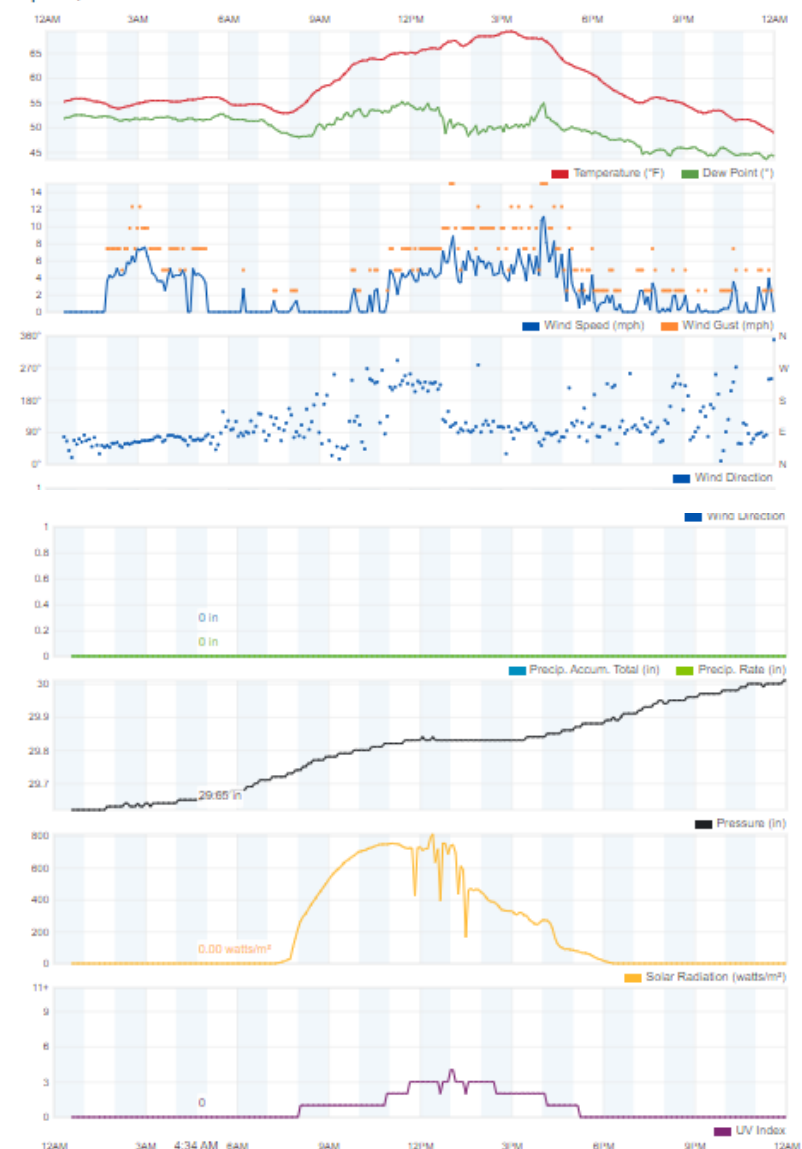 12AM 3AM 6AM 9AM 12PM 3PM 6PM 9PM 12AM
65
60
55
50
45
Temperature (°F) Dew Point (°)
14
12
10
8
6
4
2
0
Wind Speed (mph) Wind Gust (mph)
360° N
270° W
180° S
90° E
0° N
Wind Direction
1
Wind Direction
1
0.8
0.6
0.4
0 in
0.2
0 in
0
Precip. Accum. Total (in) Precip. Rate (in)
30
29.9
29.8
29.7
29.65 in
Pressure (in)
800
600
400
200
0.00 watts/m²
0
Solar Radiation (watts/m²)
11+
9
6
3
0
0
UV Index
12AM 3AM 4:34 AM 6AM 9AM 12PM 3PM 6PM 9PM 12AM